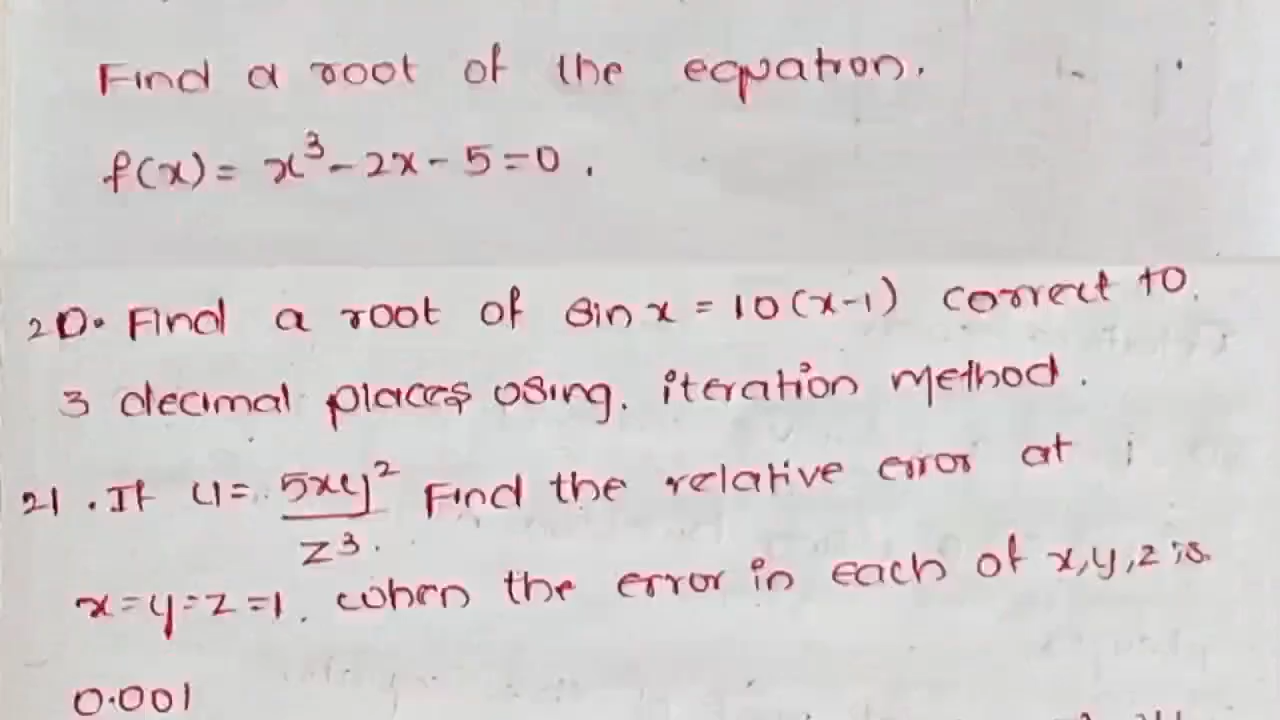 Find a root of the equation.
f(x) = x³ - 2x - 5 = 0.
20. Find a root of sin x = 10(x-1) correct to
3 decimal places using. iteration method.
21. If u = 5xy²/z³. Find the relative error at
x = y = z = 1. when the error in each of x, y, z is.
0.001